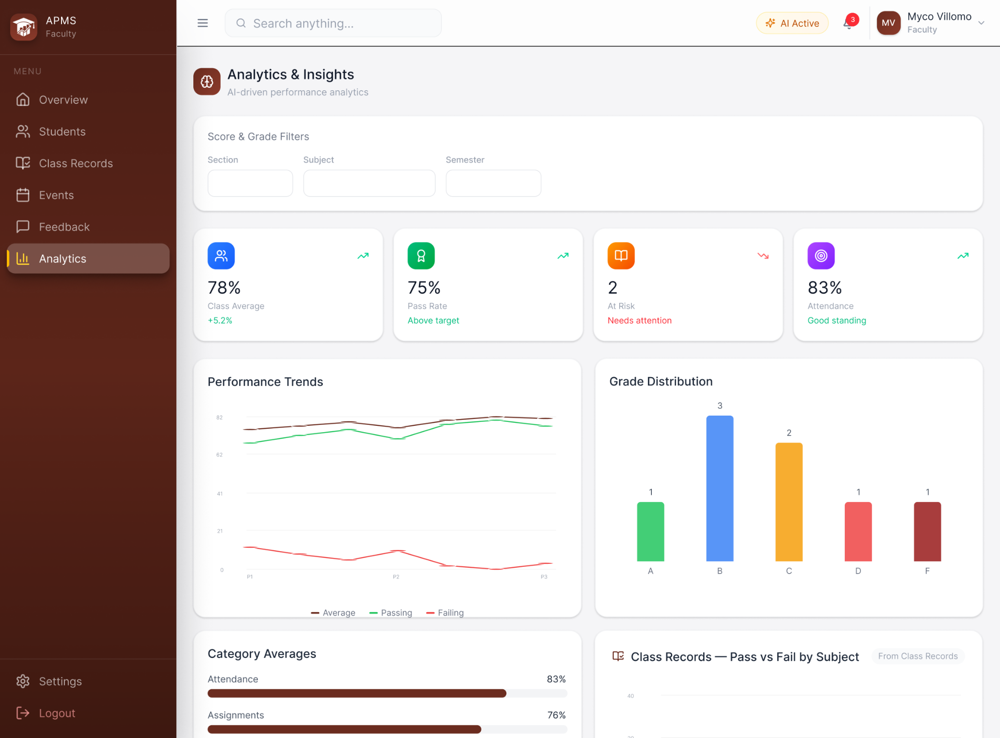 APMS
Faculty
MENU
Overview
Students
Class Records
Events
Feedback
Analytics
Settings
Logout
Search anything...
AI Active
3
MV
Myco Villomo
Faculty
Analytics & Insights
AI-driven performance analytics
Score & Grade Filters
Section
Subject
Semester
78%
Class Average
+5.2%
75%
Pass Rate
Above target
2
At Risk
Needs attention
83%
Attendance
Good standing
Performance Trends
82
62
41
21
0
P1
P2
P3
Average
Passing
Failing
Grade Distribution
1
3
2
1
1
A
B
C
D
F
Category Averages
Attendance
83%
Assignments
76%
Class Records — Pass vs Fail by Subject
From Class Records
40